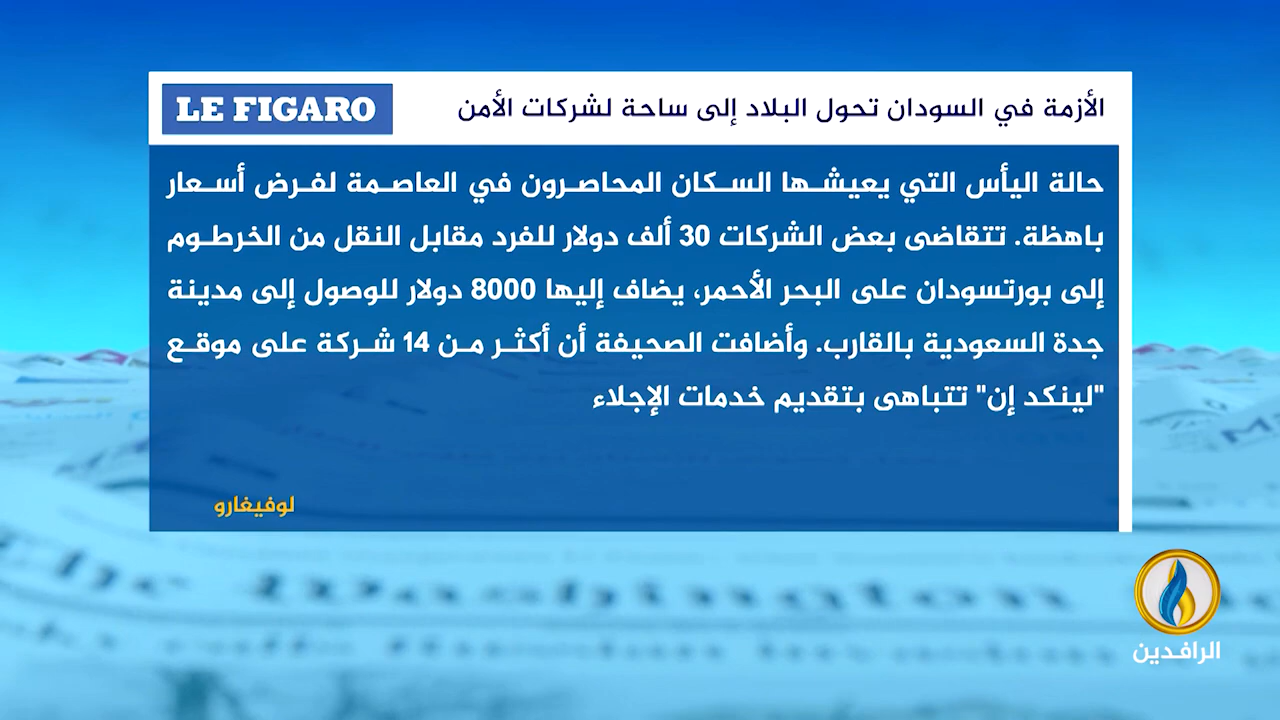 LE FIGARO
الأزمة في السودان تحول البلاد إلى ساحة لشركات الأمن
حالة اليأس التي يعيشها السكان المحاصرون في العاصمة لفرض أسعار
باهظة. تتقاضى بعض الشركات 30 ألف دولار للفرد مقابل النقل من الخرطوم
إلى بورتسودان على البحر الأحمر، يضاف إليها 8000 دولار للوصول إلى مدينة
جدة السعودية بالقارب. وأضافت الصحيفة أن أكثر من 14 شركة على موقع
"لينكد إن" تتباهى بتقديم خدمات الإجلاء
لوفيغارو
الرافدين